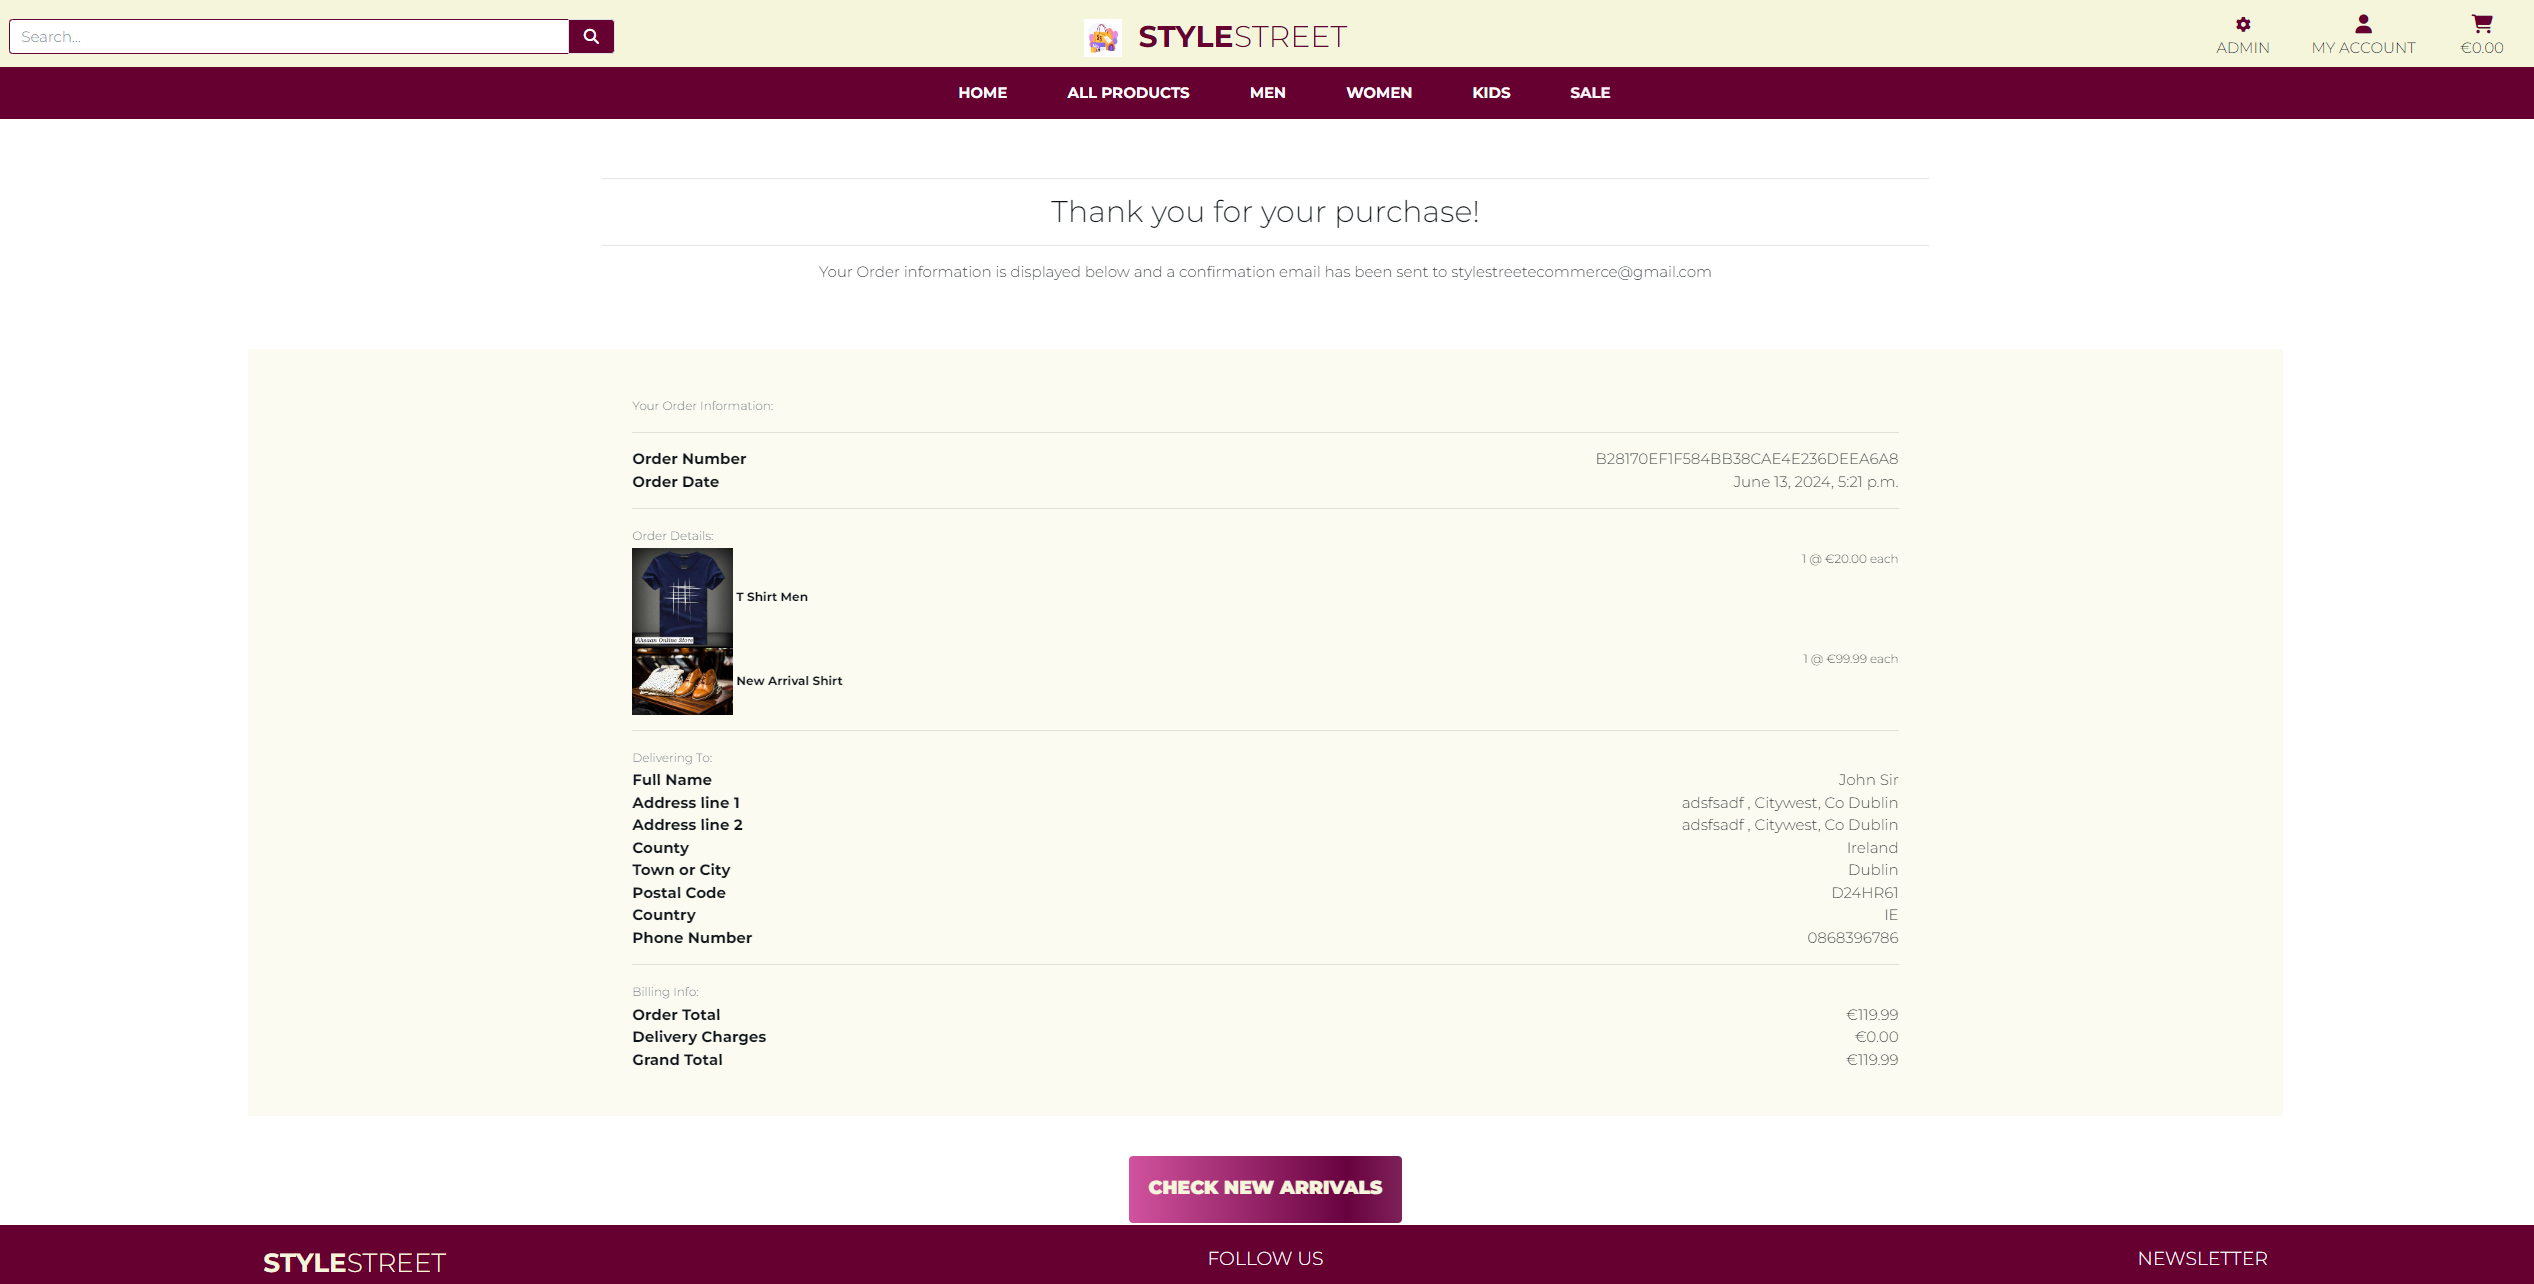 Search...
STYLESTREET
ADMIN
MY ACCOUNT
€0.00
HOME ALL PRODUCTS MEN WOMEN KIDS SALE
Thank you for your purchase!
Your Order information is displayed below and a confirmation email has been sent to stylestreetecommerce@gmail.com
Your Order Information:
Order Number B28170EF1F584BB38CAE4E236DEEA6A8
Order Date June 13, 2024, 5:21 p.m.
Order Details:
1 @ €20.00 each
T Shirt Men
Ahsaan Online Store
1 @ €99.99 each
New Arrival Shirt
Delivering To:
Full Name John Sir
Address line 1 adsfsadf , Citywest, Co Dublin
Address line 2 adsfsadf , Citywest, Co Dublin
County Ireland
Town or City Dublin
Postal Code D24HR61
Country IE
Phone Number 0868396786
Billing Info:
Order Total €119.99
Delivery Charges €0.00
Grand Total €119.99
CHECK NEW ARRIVALS
STYLESTREET
FOLLOW US
NEWSLETTER